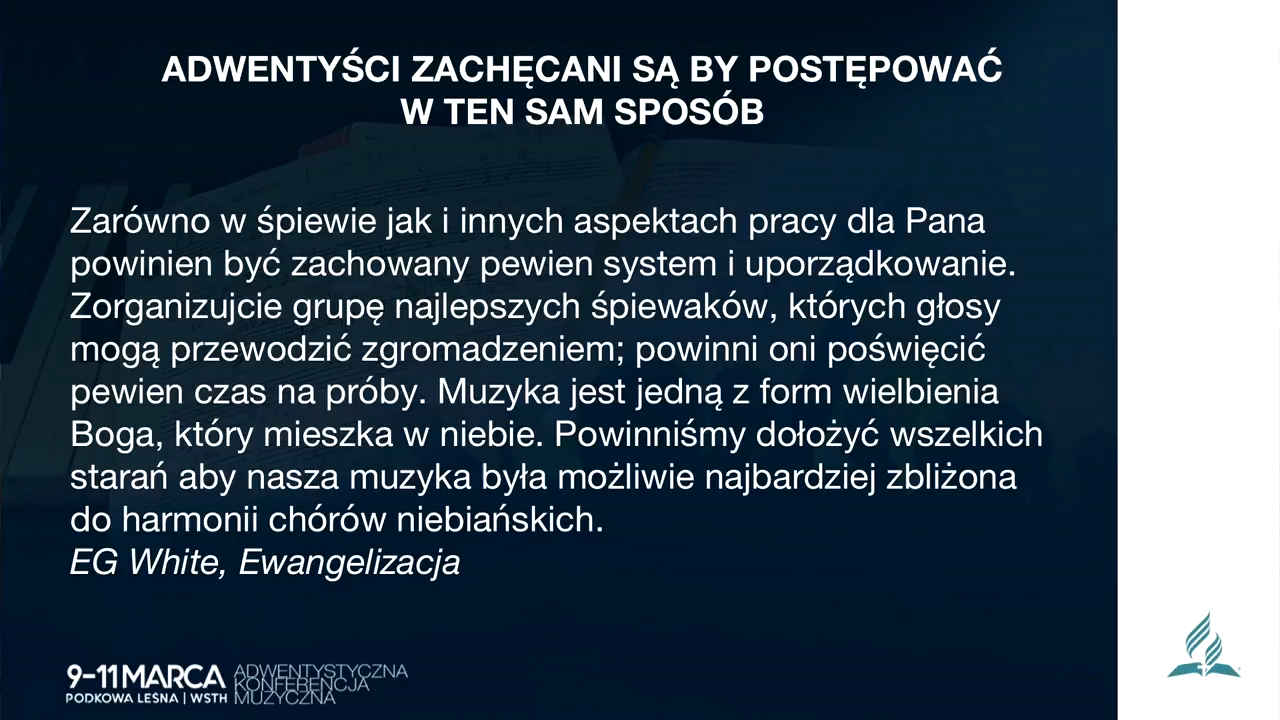 ADWENTYŚCI ZACHĘCANI SĄ BY POSTĘPOWAĆ
W TEN SAM SPOSÓB
Zarówno w śpiewie jak i innych aspektach pracy dla Pana
powinien być zachowany pewien system i uporządkowanie.
Zorganizujcie grupę najlepszych śpiewaków, których głosy
mogą przewodzić zgromadzeniem; powinni oni poświęcić
pewien czas na próby. Muzyka jest jedną z form wielbienia
Boga, który mieszka w niebie. Powinniśmy dołożyć wszelkich
starań aby nasza muzyka była możliwie najbardziej zbliżona
do harmonii chórów niebiańskich.
EG White, Ewangelizacja
9-11 MARCA
PODKOWA LEŚNA | WSTH
ADWENTYSTYCZNA
KONFERENCJA
MUZYCZNA